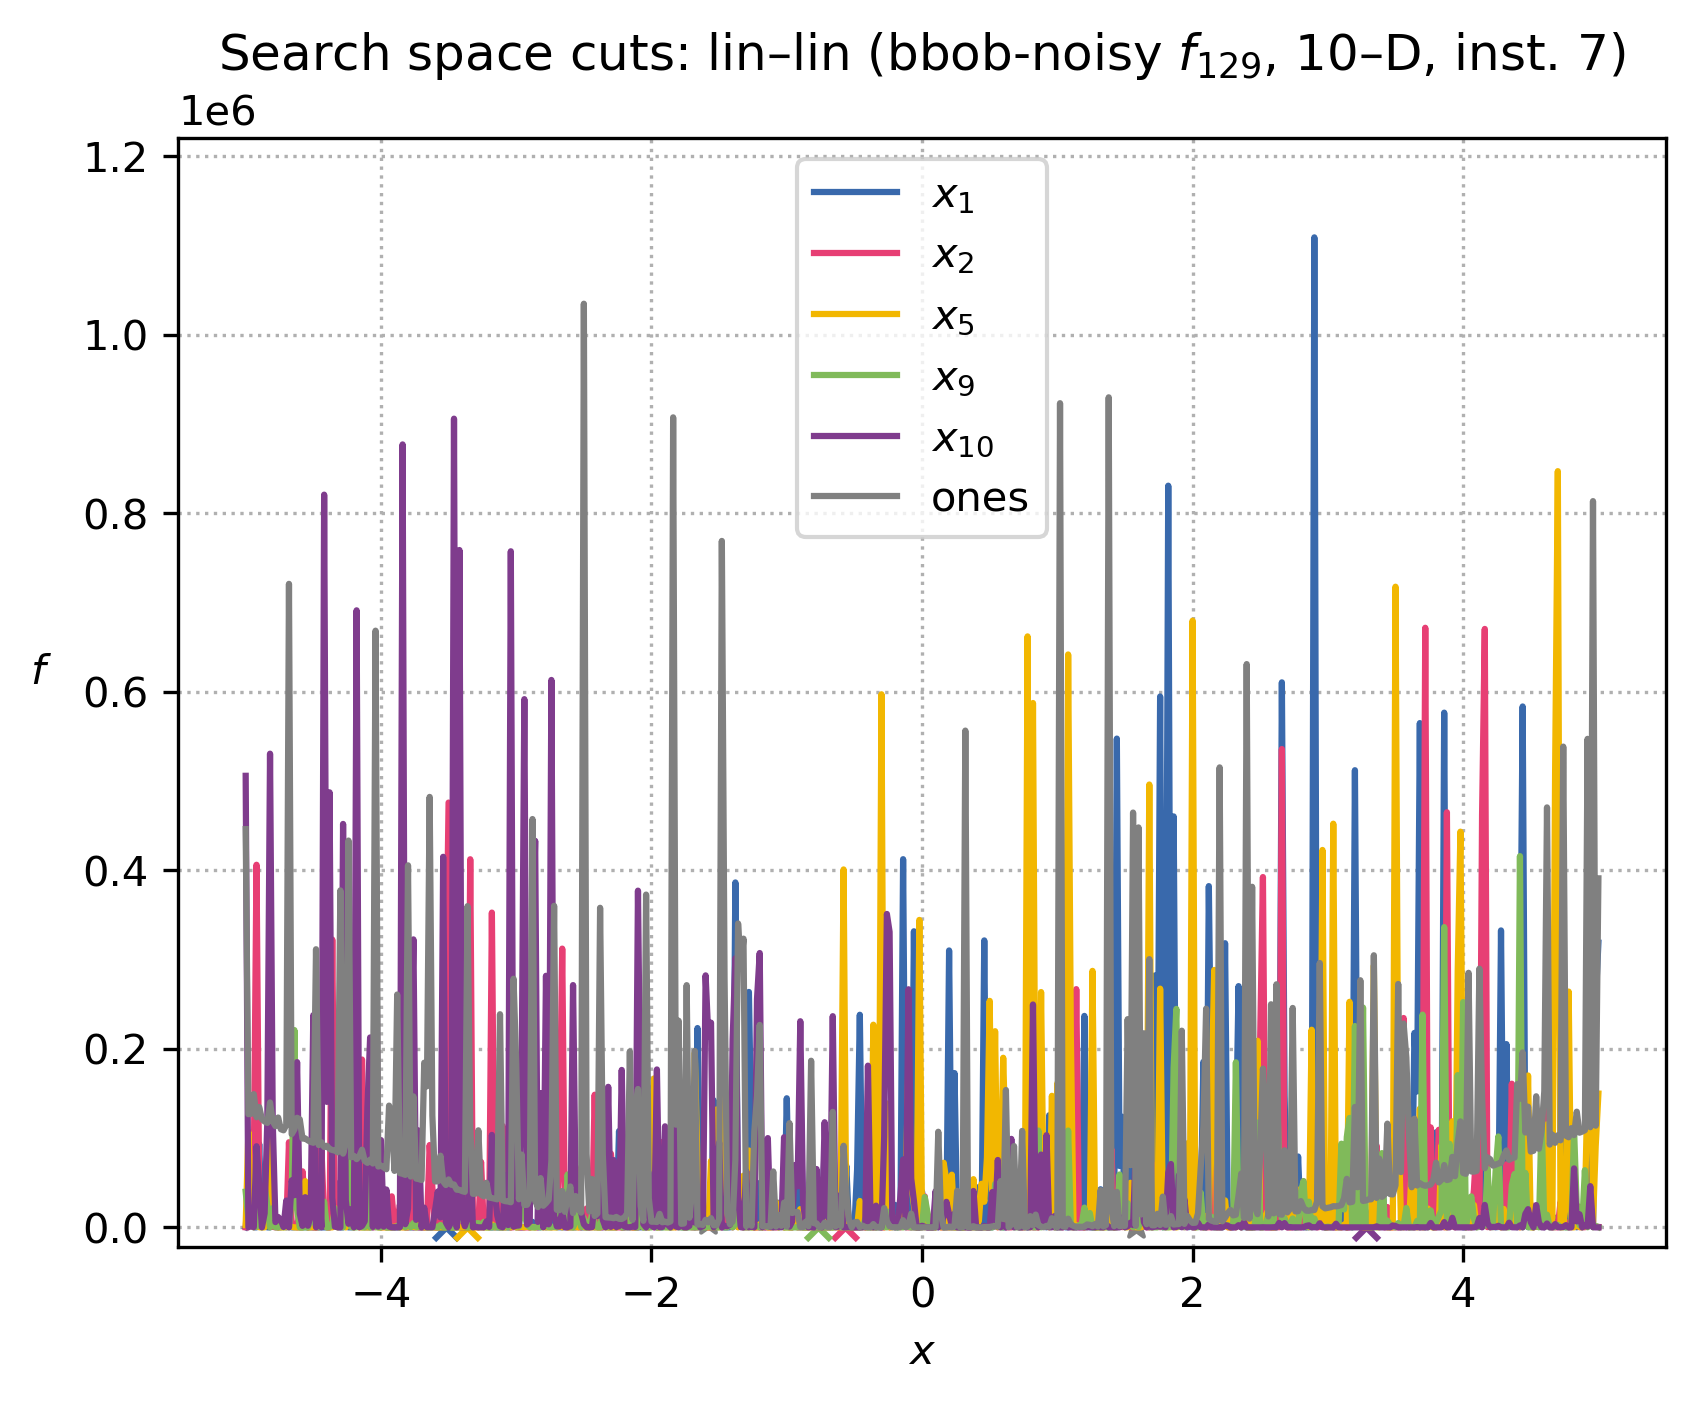 Search space cuts: lin–lin (bbob-noisy f₁₂₉, 10–D, inst. 7)
1e6
1.2
1.0
0.8
0.6
0.4
0.2
0.0
f
x₁
x₂
x₅
x₉
x₁₀
ones
−4
−2
0
2
4
x